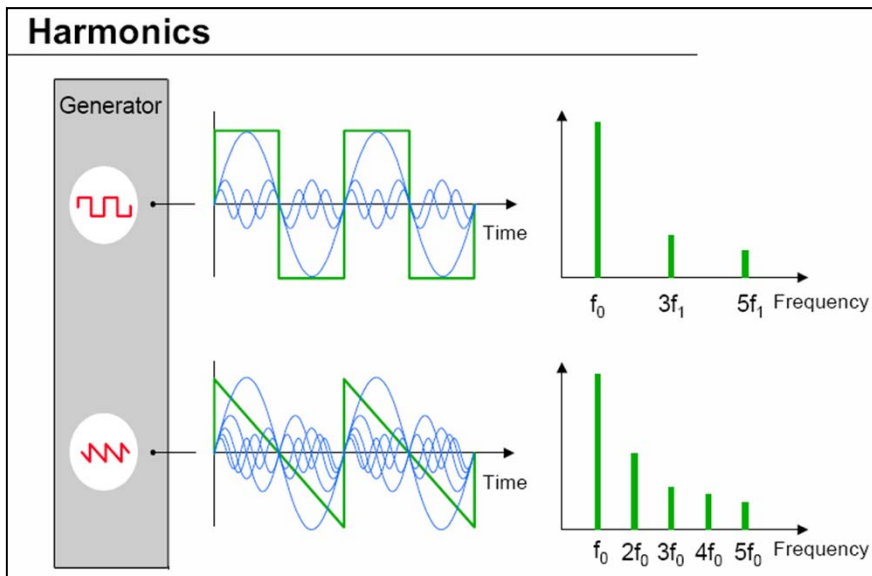 Harmonics
Generator
Time
f₀ 3f₁ 5f₁ Frequency
Time
f₀ 2f₀ 3f₀ 4f₀ 5f₀ Frequency